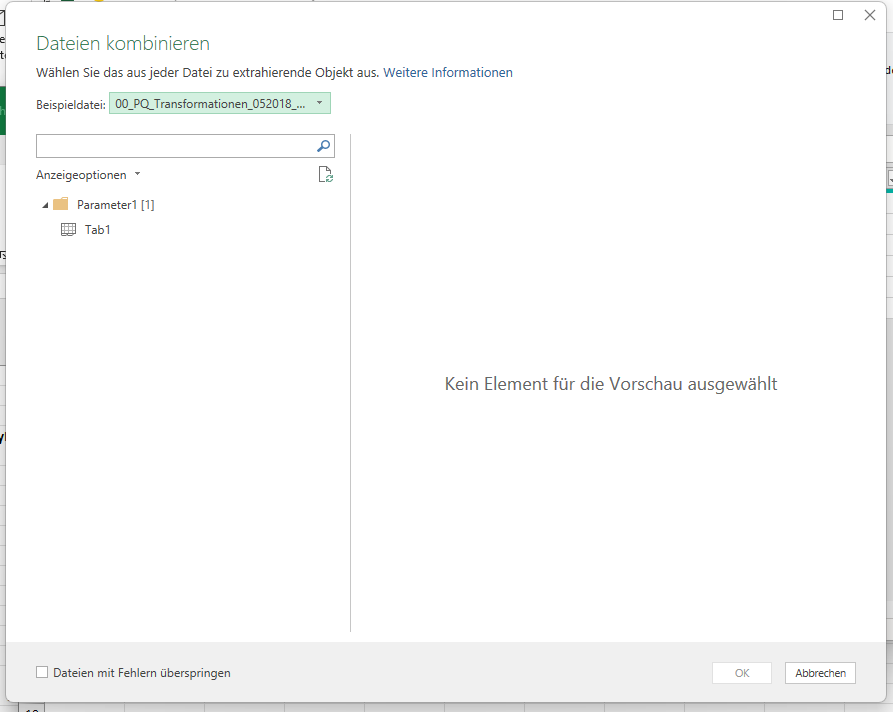 Dateien kombinieren
Wählen Sie das aus jeder Datei zu extrahierende Objekt aus. Weitere Informationen
Beispieldatei: 00_PQ_Transformationen_052018_...
Anzeigeoptionen
Parameter1 [1]
Tab1
Kein Element für die Vorschau ausgewählt
Dateien mit Fehlern überspringen
OK
Abbrechen